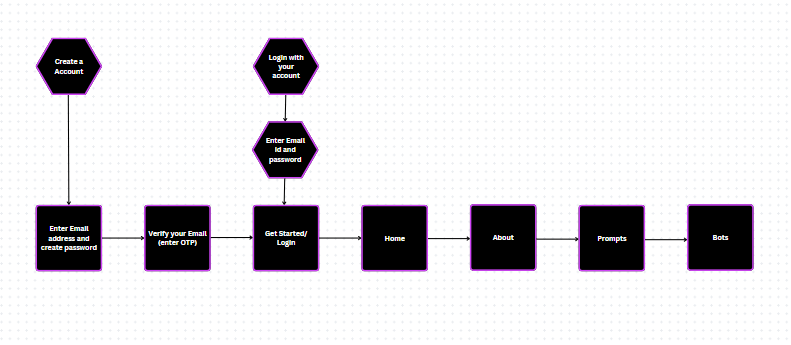 Create a
Account
Login with
your
account
Enter Email
id and
password
Enter Email
address and
create password
Verify your Email
(enter OTP)
Get Started/
Login
Home
About
Prompts
Bots